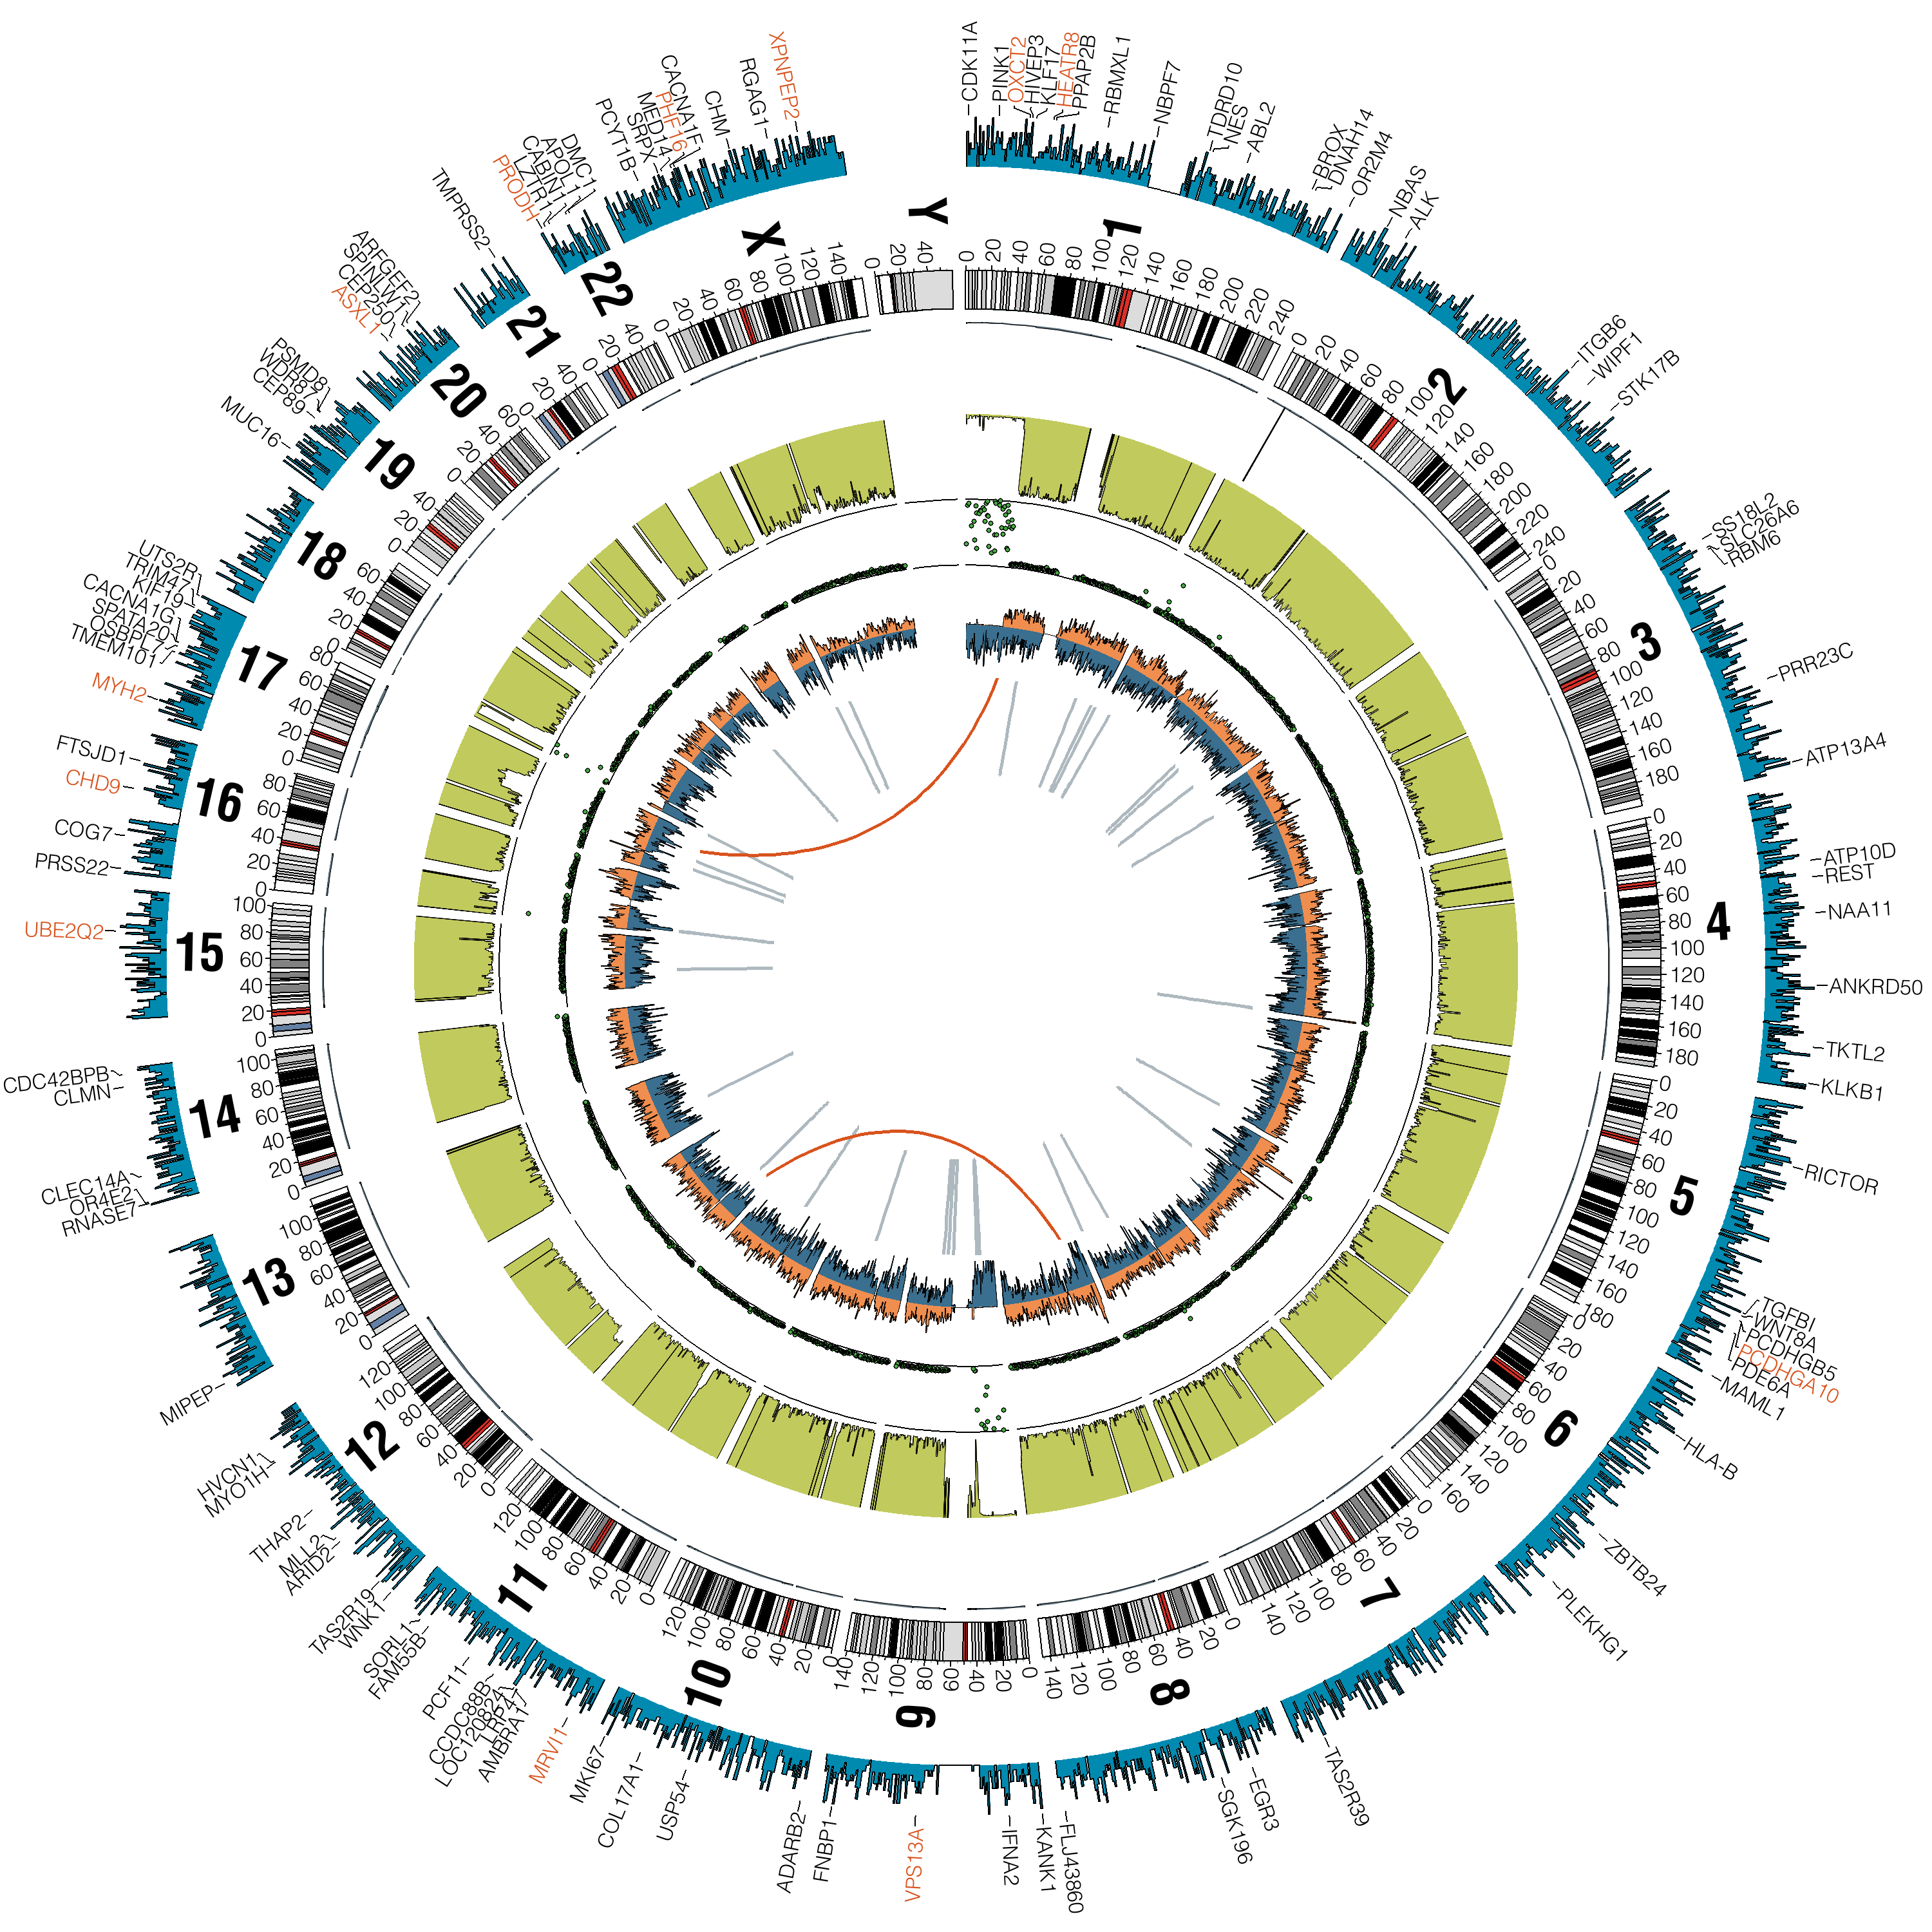 CDK11A
PINK1
OXCT2
HIVEP3
KLF17
HEATR8
PPAP2B
RBMXL1
NBPF7
TDRD10
NES
ABL2
BROX
DNAH14
OR2M4
NBAS
ALK
ITGB6
WIPF1
STK17B
SS18L2
SLC26A6
RBM6
PRR23C
ATP13A4
ATP10D
REST
NAA11
ANKRD50
TKTL2
KLKB1
RICTOR
TGFBI
WNT8A
PCDHGB5
PCDHGA10
PDE6A
MAML1
HLA-B
ZBTB24
PLEKHG1
TAS2R39
EGR3
SGK196
FLJ43860
KANK1
IFNA2
VPS13A
FNBP1
ADARB2
USP54
COL17A1
MKI67
MRVI1
AMBRA1
LRP4
LOC120824
CCDC88B
PCF11
FAM55B
SORL1
WNK1
TAS2R19
ARID2
MLL2
THAP2
MYO1H
HVCN1
MIPEP
RNASE7
OR4E2
CLEC14A
CLMN
CDC42BPB
UBE2Q2
PRSS22
COG7
CHD9
FTSJD1
MYH2
TMEM101
OSBPL7
SPATA20
CACNA1G
KIF19
TRIM47
UTS2R
MUC16
CEP89
WDR87
PSMD8
ASXL1
CEP250
SPINLW1
ARFGEF2
TMPRSS2
PRODH
LZTR1
CABIN1
APOL1
DMC1
PCYT1B
SRPX
MED14
PHF16
CACNA1F
CHM
RGAG1
XPNPEP2
1
0 20 40 60 80 100 120 140 160 180 200 220 240
2
0 20 40 60 80 100 120 140 160 180 200 220 240
3
0 20 40 60 80 100 120 140 160 180
4
0 20 40 60 80 100 120 140 160 180
5
0 20 40 60 80 100 120 140 160 180
6
0 20 40 60 80 100 120 140 160
7
0 20 40 60 80 100 120 140
8
0 20 40 60 80 100 120 140
9
0 20 40 60 80 100 120 140
10
0 20 40 60 80 100 120
11
0 20 40 60 80 100 120
12
0 20 40 60 80 100 120
13
0 20 40 60 80 100
14
0 20 40 60 80 100
15
0 20 40 60 80 100
16
0 20 40 60 80
17
0 20 40 60 80
18
0 20 40 60
19
0 20 40
20
0 20 40 60
21
0 20 40
22
0 20 40
X
0 20 40 60 80 100 120 140
Y
0 20 40